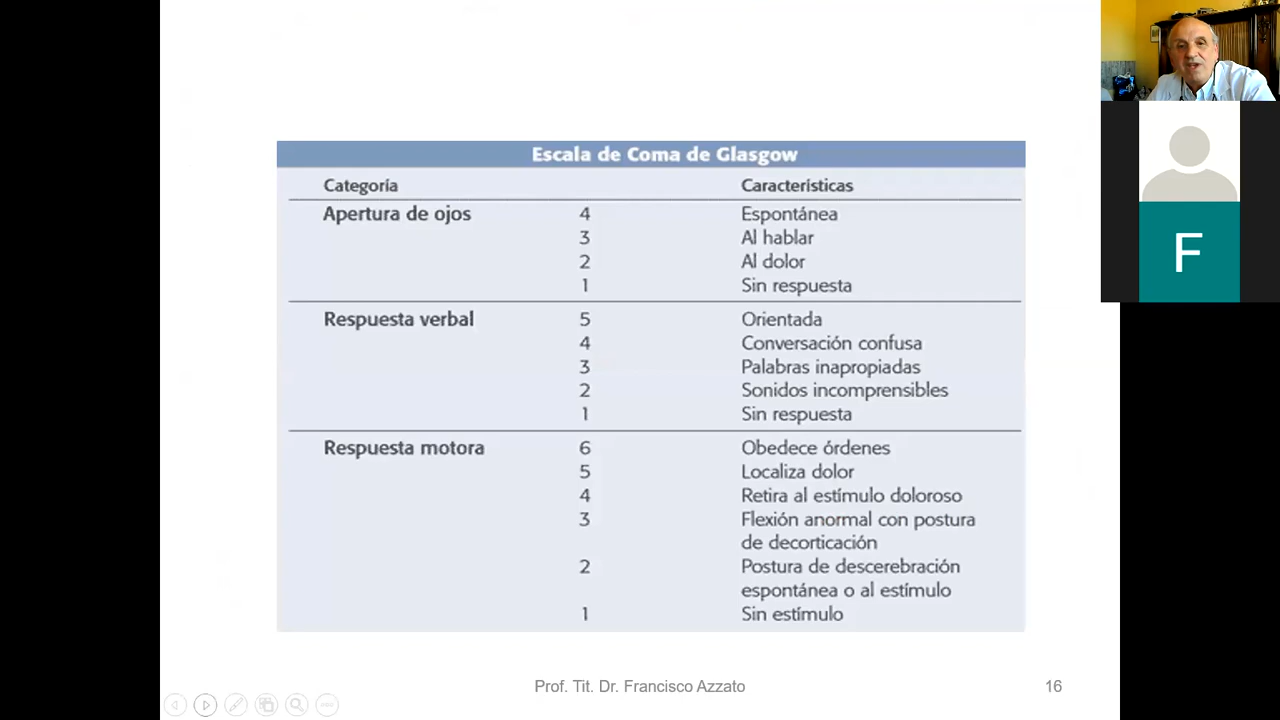 Escala de Coma de Glasgow
Categoría Características
Apertura de ojos 4 Espontánea
3 Al hablar
2 Al dolor
1 Sin respuesta
Respuesta verbal 5 Orientada
4 Conversación confusa
3 Palabras inapropiadas
2 Sonidos incomprensibles
1 Sin respuesta
Respuesta motora 6 Obedece órdenes
5 Localiza dolor
4 Retira al estímulo doloroso
3 Flexión anormal con postura
de decorticación
2 Postura de descerebración
espontánea o al estímulo
1 Sin estímulo
Prof. Tit. Dr. Francisco Azzato 16
F